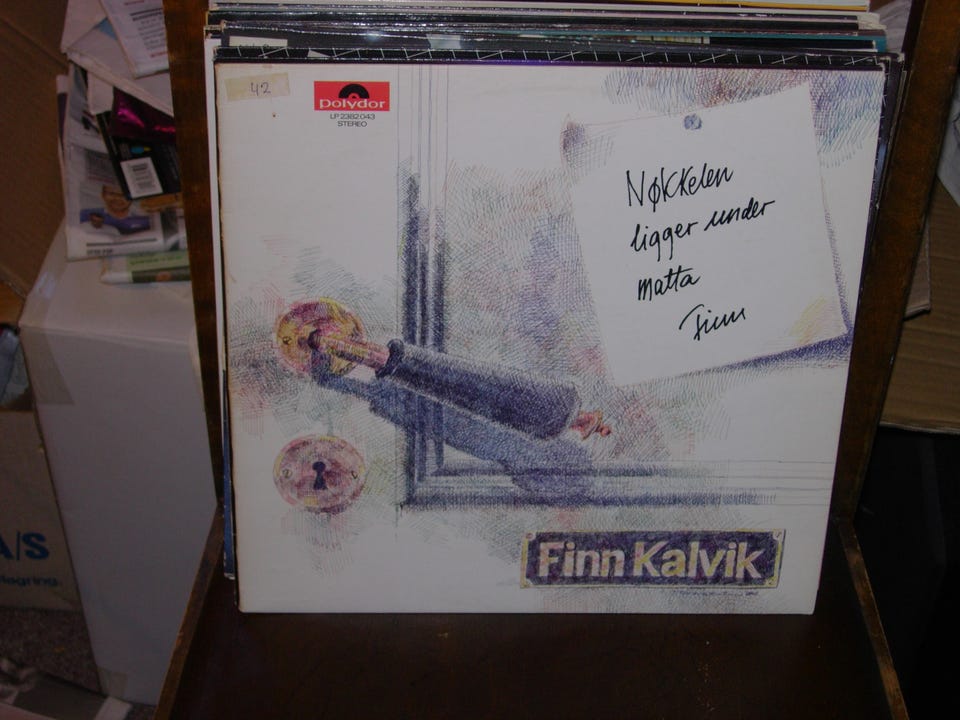 42
polydor
LP 2382 043
STEREO
Nøkkelen
ligger under
matta
Finn
Finn Kalvik
A/S